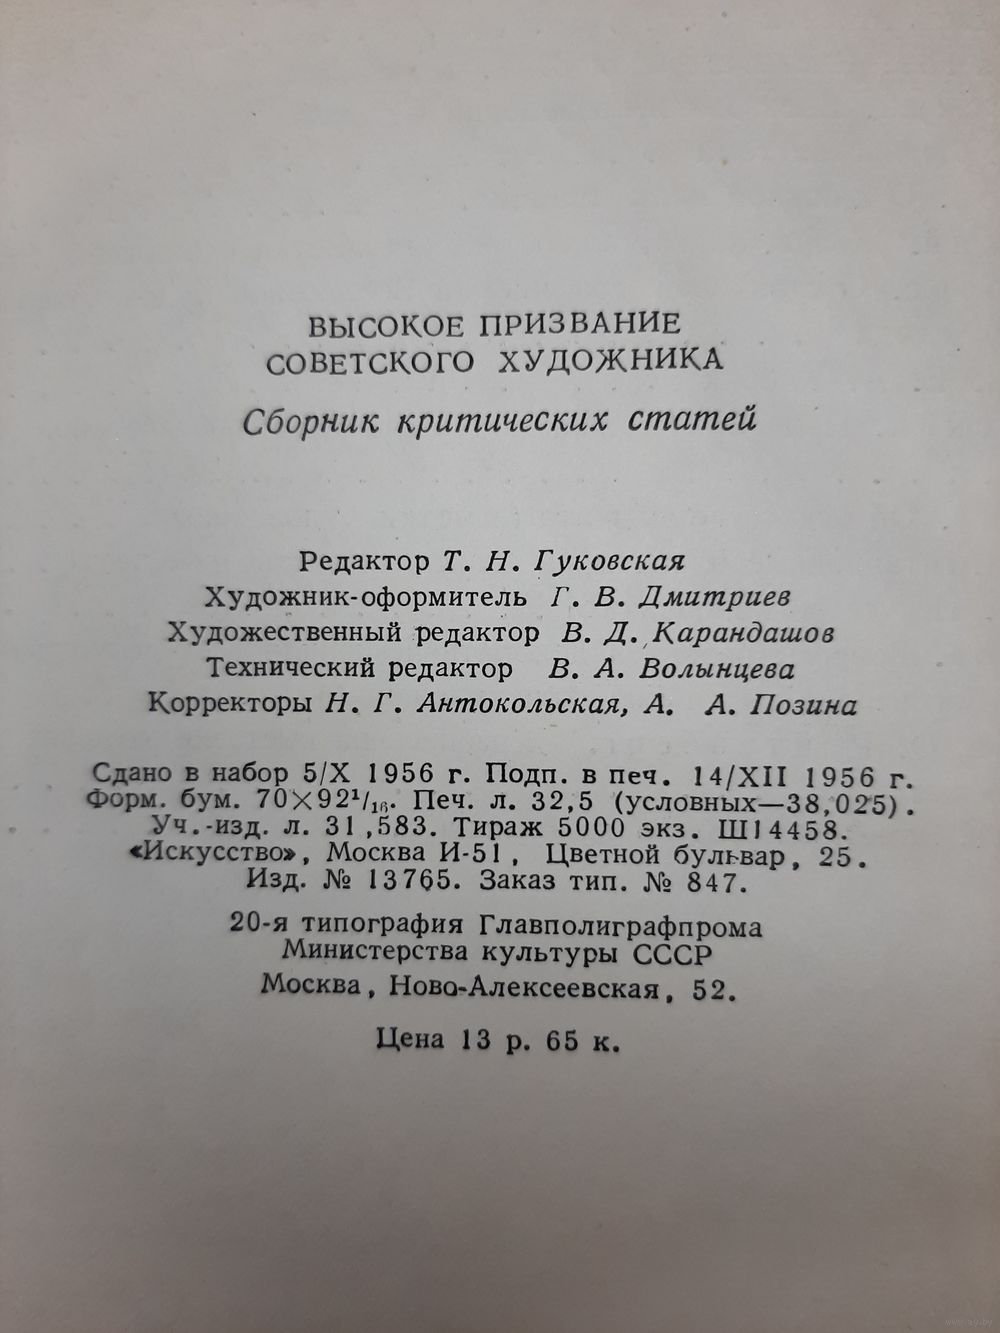 ВЫСОКОЕ ПРИЗВАНИЕ
СОВЕТСКОГО ХУДОЖНИКА
Сборник критических статей
Редактор Т. Н. Гуковская
Художник-оформитель Г. В. Дмитриев
Художественный редактор В. Д. Карандашов
Технический редактор В. А. Волынцева
Корректоры Н. Г. Антокольская, А. А. Позина
Сдано в набор 5/X 1956 г. Подп. в печ. 14/XII 1956 г.
Форм. бум. 70×92¹/₁₆. Печ. л. 32,5 (условных—38,025).
Уч.-изд. л. 31,583. Тираж 5000 экз. Ш14458.
«Искусство», Москва И-51, Цветной бульвар, 25.
Изд. № 13765. Заказ тип. № 847.
20-я типография Главполиграфпрома
Министерства культуры СССР
Москва, Ново-Алексеевская, 52.
Цена 13 р. 65 к.